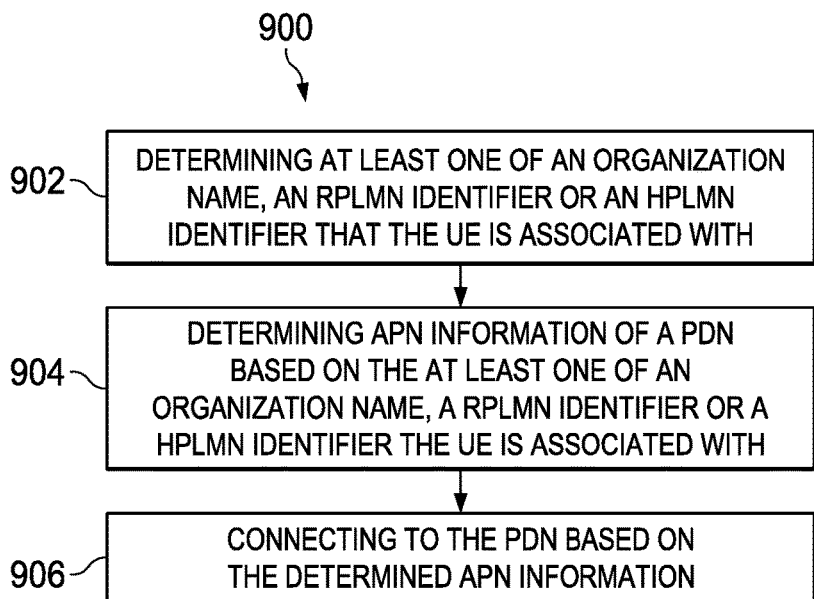 900
902
DETERMINING AT LEAST ONE OF AN ORGANIZATION
NAME, AN RPLMN IDENTIFIER OR AN HPLMN
IDENTIFIER THAT THE UE IS ASSOCIATED WITH
904
DETERMINING APN INFORMATION OF A PDN
BASED ON THE AT LEAST ONE OF AN
ORGANIZATION NAME, A RPLMN IDENTIFIER OR A
HPLMN IDENTIFIER THE UE IS ASSOCIATED WITH
906
CONNECTING TO THE PDN BASED ON
THE DETERMINED APN INFORMATION